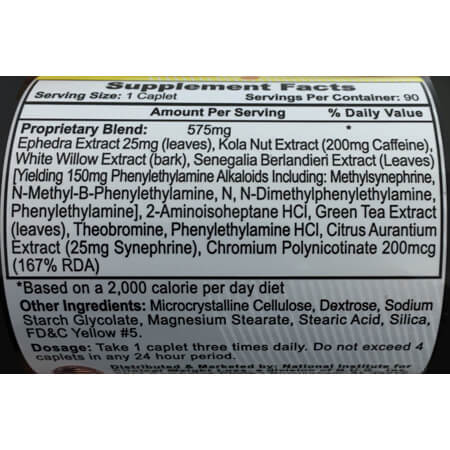 Supplement Facts
Serving Size: 1 Caplet Servings Per Container: 90
Amount Per Serving % Daily Value
Proprietary Blend: 575mg *
Ephedra Extract 25mg (leaves), Kola Nut Extract (200mg Caffeine),
White Willow Extract (bark), Senegalia Berlandieri Extract (Leaves)
[Yielding 150mg Phenylethylamine Alkaloids Including: Methylsynephrine,
N-Methyl-B-Phenylethylamine, N, N-Dimethylphenylethylamine,
Phenylethylamine], 2-Aminoisoheptane HCl, Green Tea Extract
(leaves), Theobromine, Phenylethylamine HCl, Citrus Aurantium
Extract (25mg Synephrine), Chromium Polynicotinate 200mcg
(167% RDA)
*Based on a 2,000 calorie per day diet
Other Ingredients: Microcrystalline Cellulose, Dextrose, Sodium
Starch Glycolate, Magnesium Stearate, Stearic Acid, Silica,
FD&C Yellow #5.
Dosage: Take 1 caplet three times daily. Do not exceed 4
caplets in any 24 hour period.
Distributed & Marketed by: National Institute for